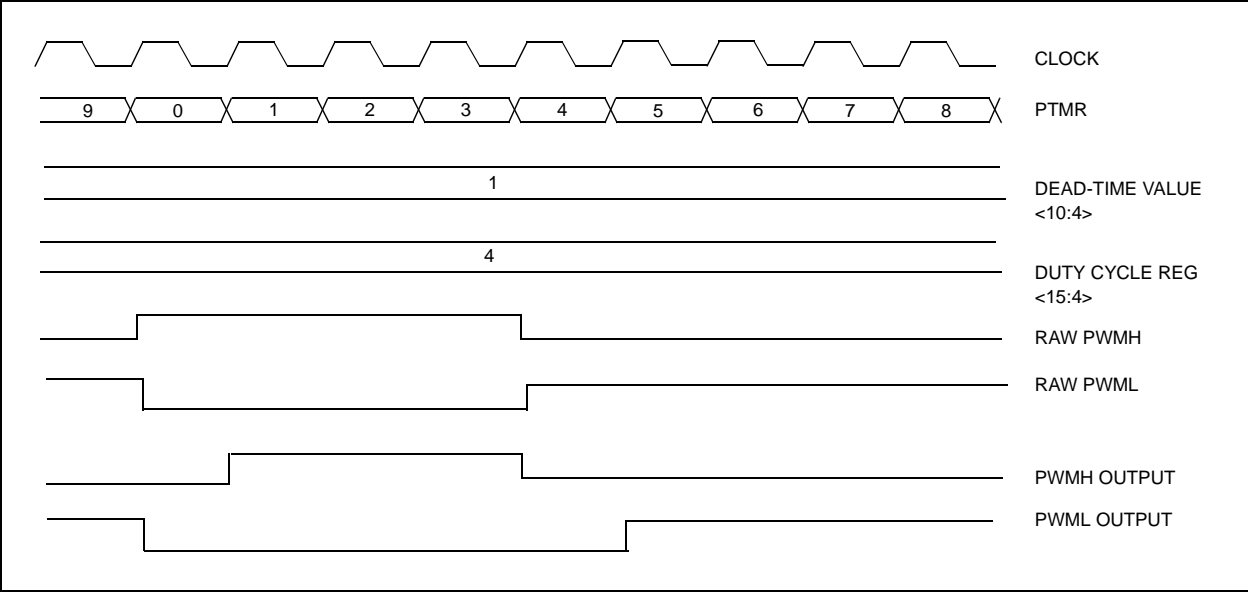 CLOCK
9 0 1 2 3 4 5 6 7 8 PTMR
1
DEAD-TIME VALUE
<10:4>
4
DUTY CYCLE REG
<15:4>
RAW PWMH
RAW PWML
PWMH OUTPUT
PWML OUTPUT